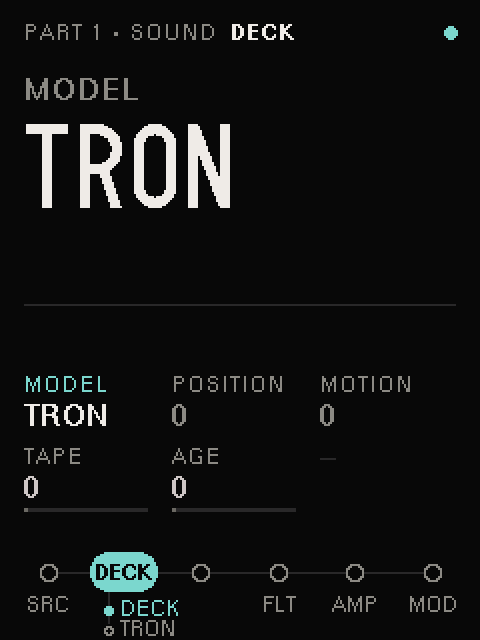 PART 1 · SOUND DECK
MODEL
TRON
MODEL POSITION MOTION
TRON 0 0
TAPE AGE —
0 0
DECK
SRC DECK FLT AMP MOD
TRON